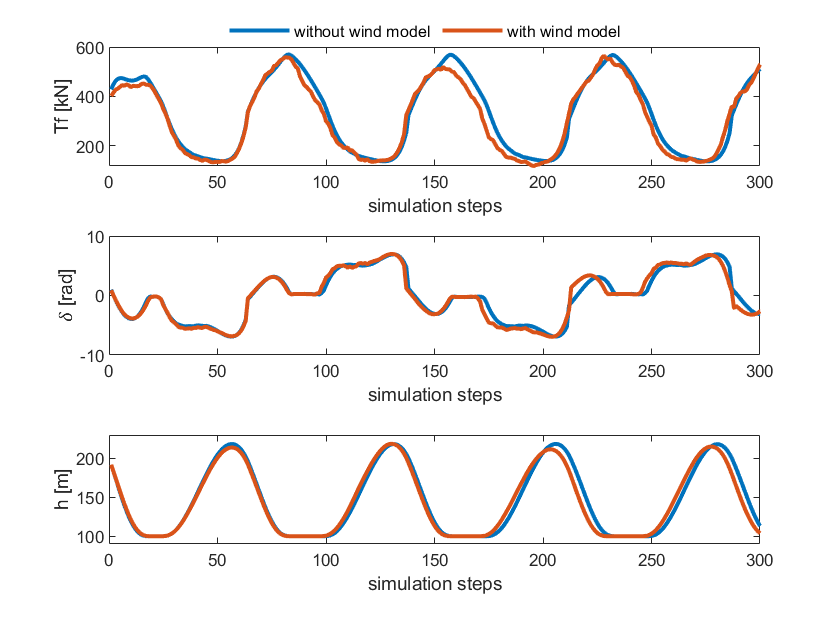 without wind model with wind model
600
400
200
Tf [kN]
0 50 100 150 200 250 300
simulation steps
10
0
-10
δ [rad]
0 50 100 150 200 250 300
simulation steps
200
150
100
h [m]
0 50 100 150 200 250 300
simulation steps